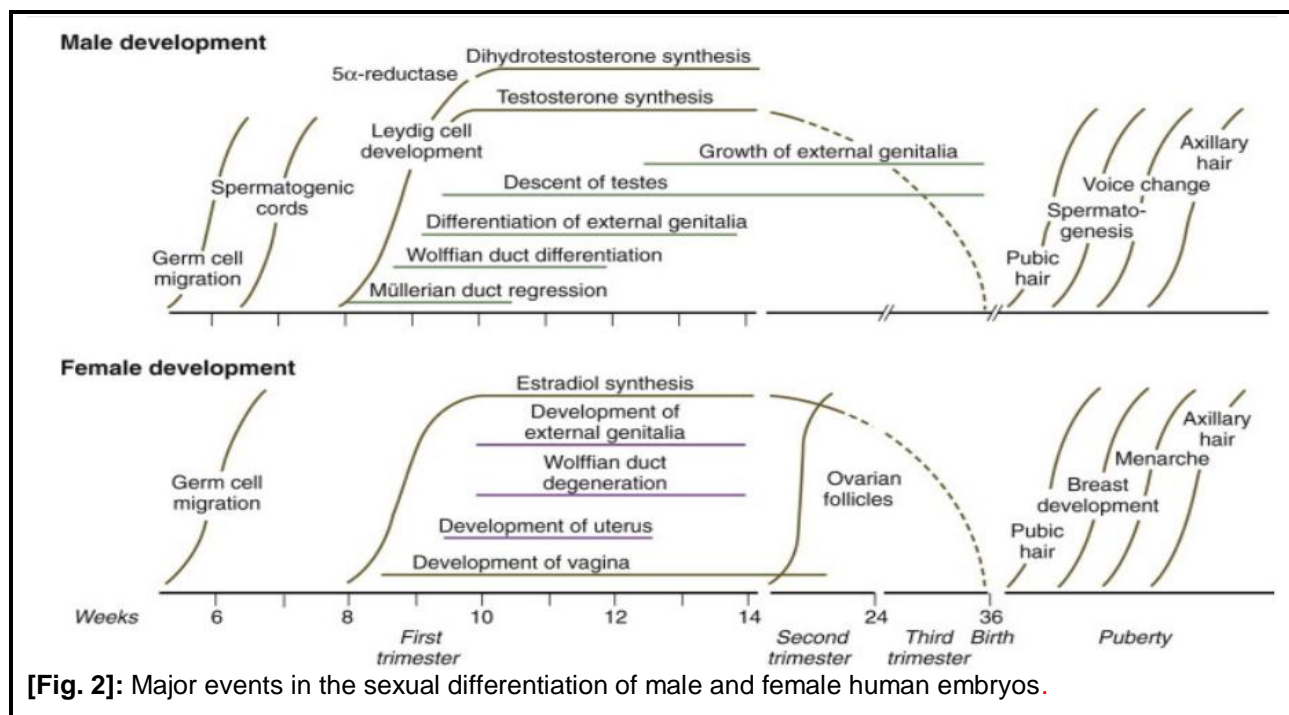 Male development
Dihydrotestosterone synthesis
5α-reductase
Testosterone synthesis
Leydig cell
development
Growth of external genitalia
Axillary
hair
Spermatogenic
cords
Descent of testes
Voice change
Spermato-
genesis
Differentiation of external genitalia
Germ cell
migration
Wolffian duct differentiation
Pubic
hair
Müllerian duct regression
Female development
Estradiol synthesis
Development of
external genitalia
Axillary
hair
Wolffian duct
degeneration
Menarche
Germ cell
migration
Ovarian
follicles
Breast
development
Development of uterus
Pubic
hair
Development of vagina
Weeks 6 8 10 12 14 24 36
First
trimester
Second
trimester
Third
trimester
Birth
Puberty
[Fig. 2]: Major events in the sexual differentiation of male and female human embryos.